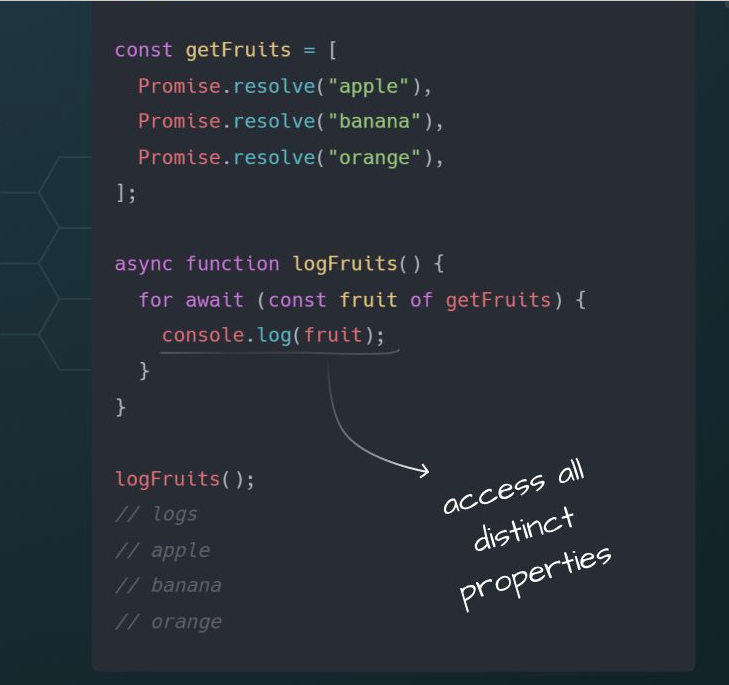 const getFruits = [
  Promise.resolve("apple"),
  Promise.resolve("banana"),
  Promise.resolve("orange"),
];
async function logFruits() {
  for await (const fruit of getFruits) {
    console.log(fruit);
  }
}
logFruits();
// logs
// apple
// banana
// orange
access all
distinct
properties